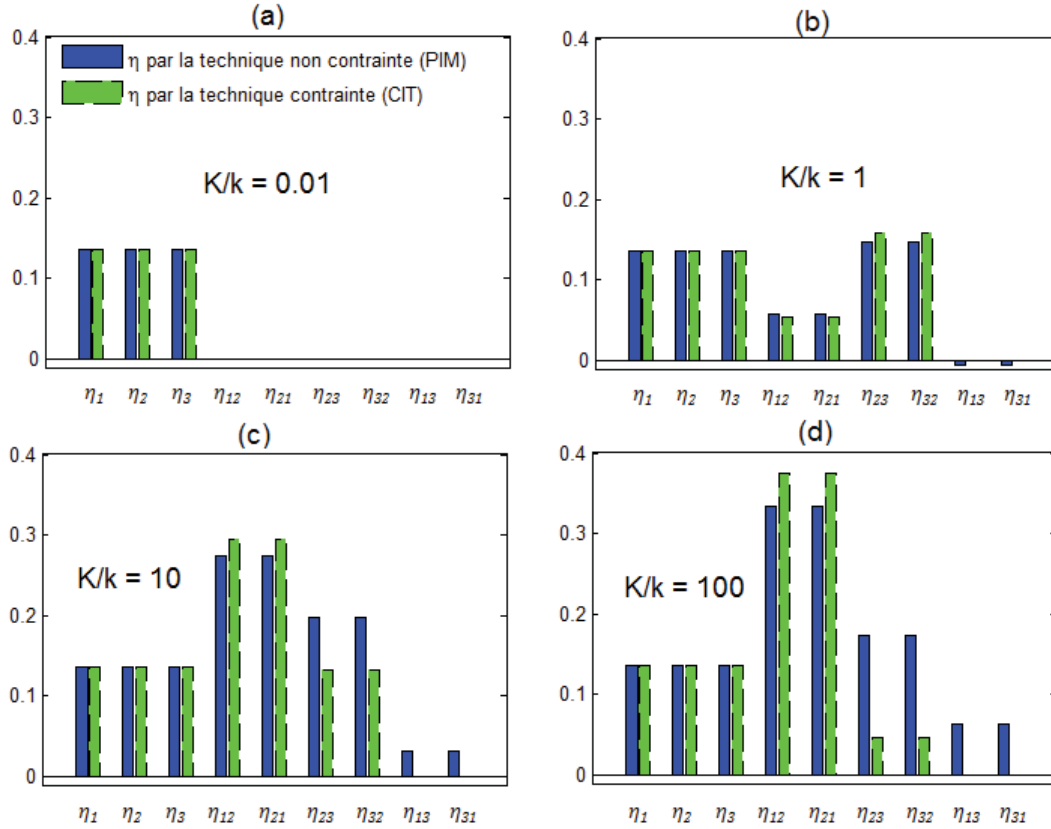 (a)
0.4
0.3
0.2
0.1
0
η par la technique non contrainte (PIM)
η par la technique contrainte (CIT)
K/k = 0.01
η1 η2 η3 η12 η21 η23 η32 η13 η31
(b)
0.4
0.3
0.2
0.1
0
K/k = 1
η1 η2 η3 η12 η21 η23 η32 η13 η31
(c)
0.4
0.3
0.2
0.1
0
K/k = 10
η1 η2 η3 η12 η21 η23 η32 η13 η31
(d)
0.4
0.3
0.2
0.1
0
K/k = 100
η1 η2 η3 η12 η21 η23 η32 η13 η31